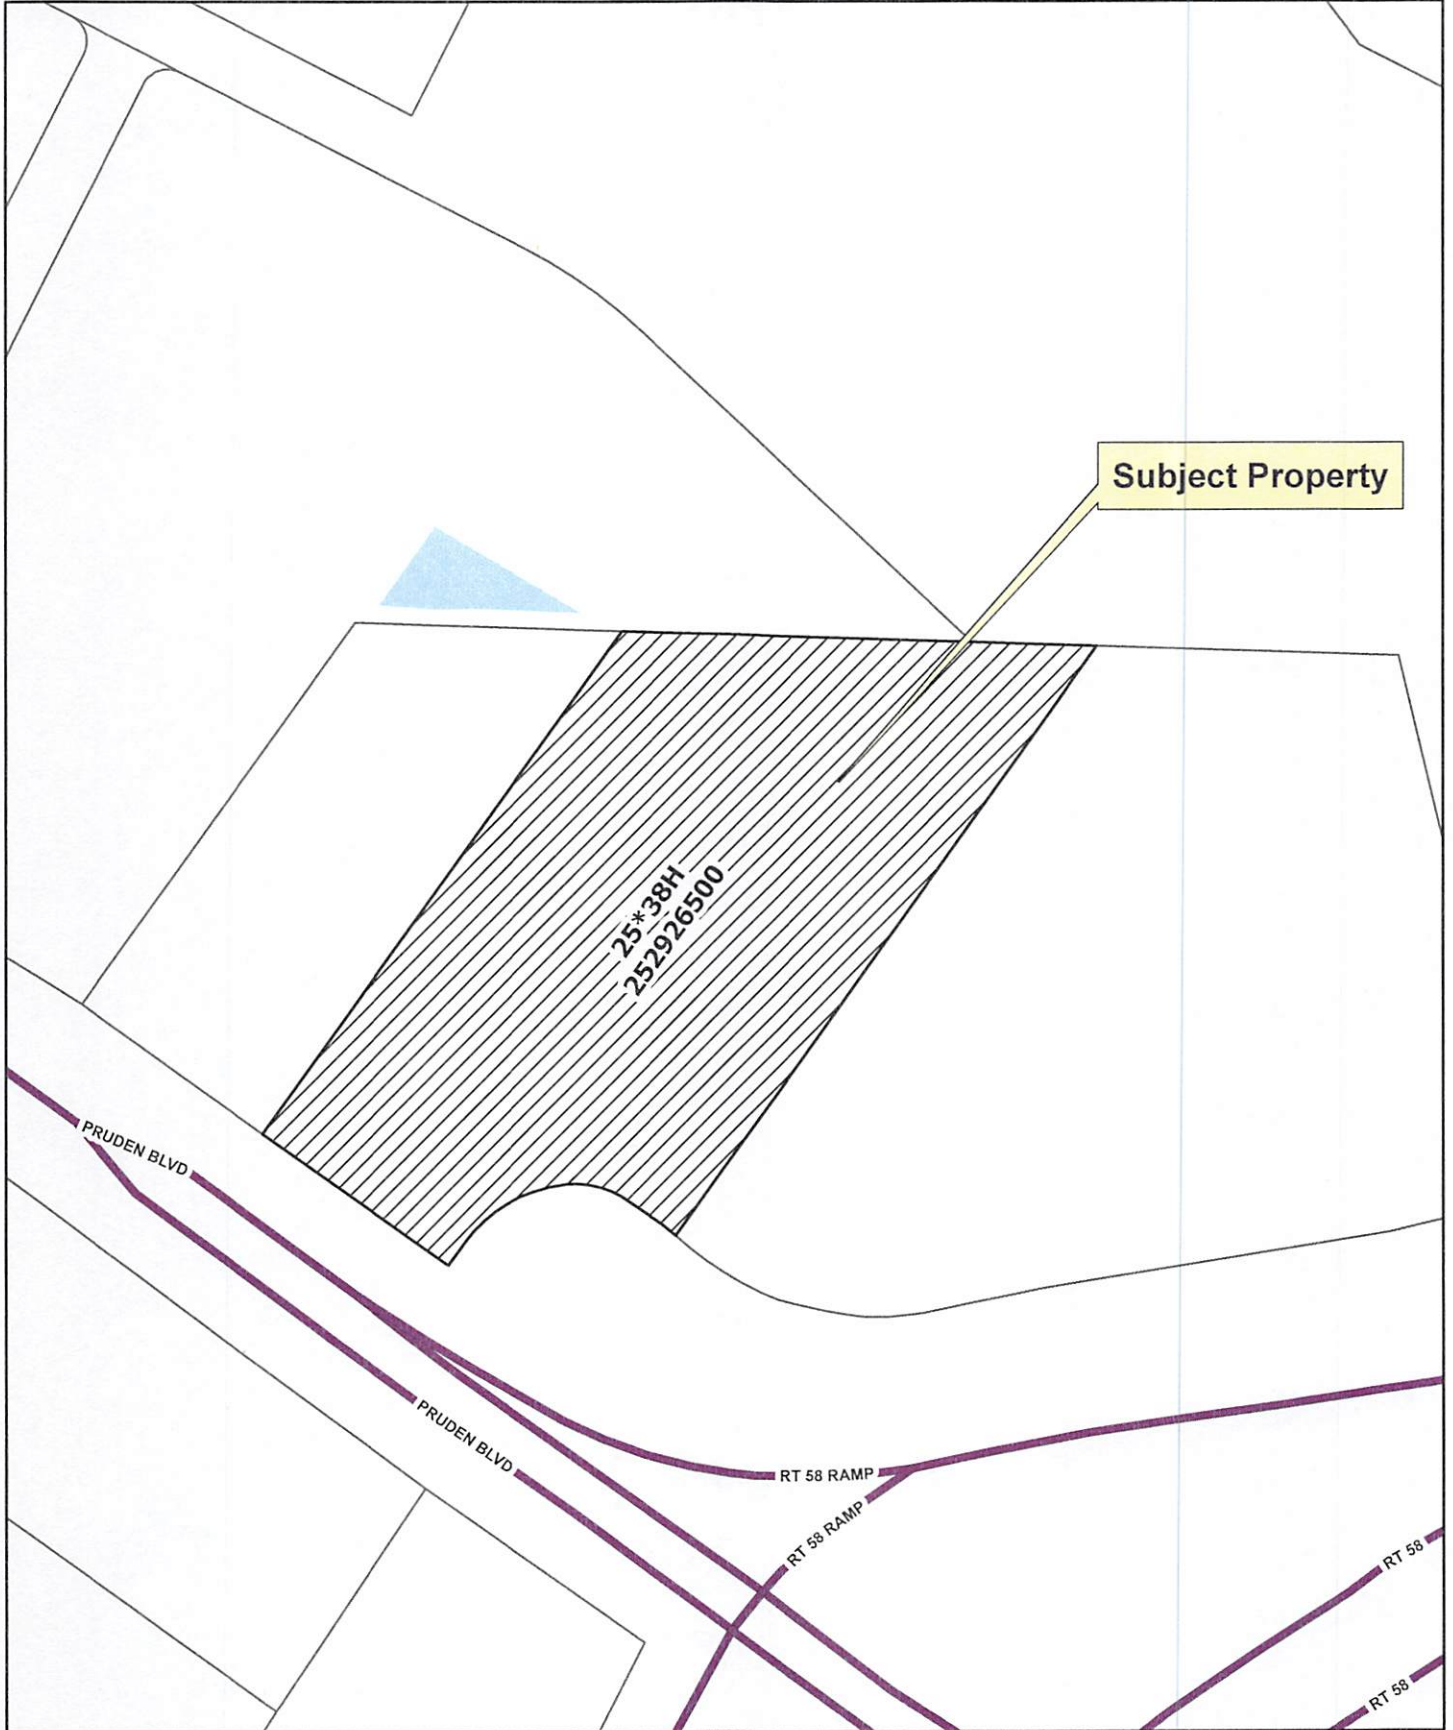 Subject Property
25*38H
252926500
PRUDEN BLVD
PRUDEN BLVD
RT 58 RAMP
RT 58 RAMP
RT 58
RT 58